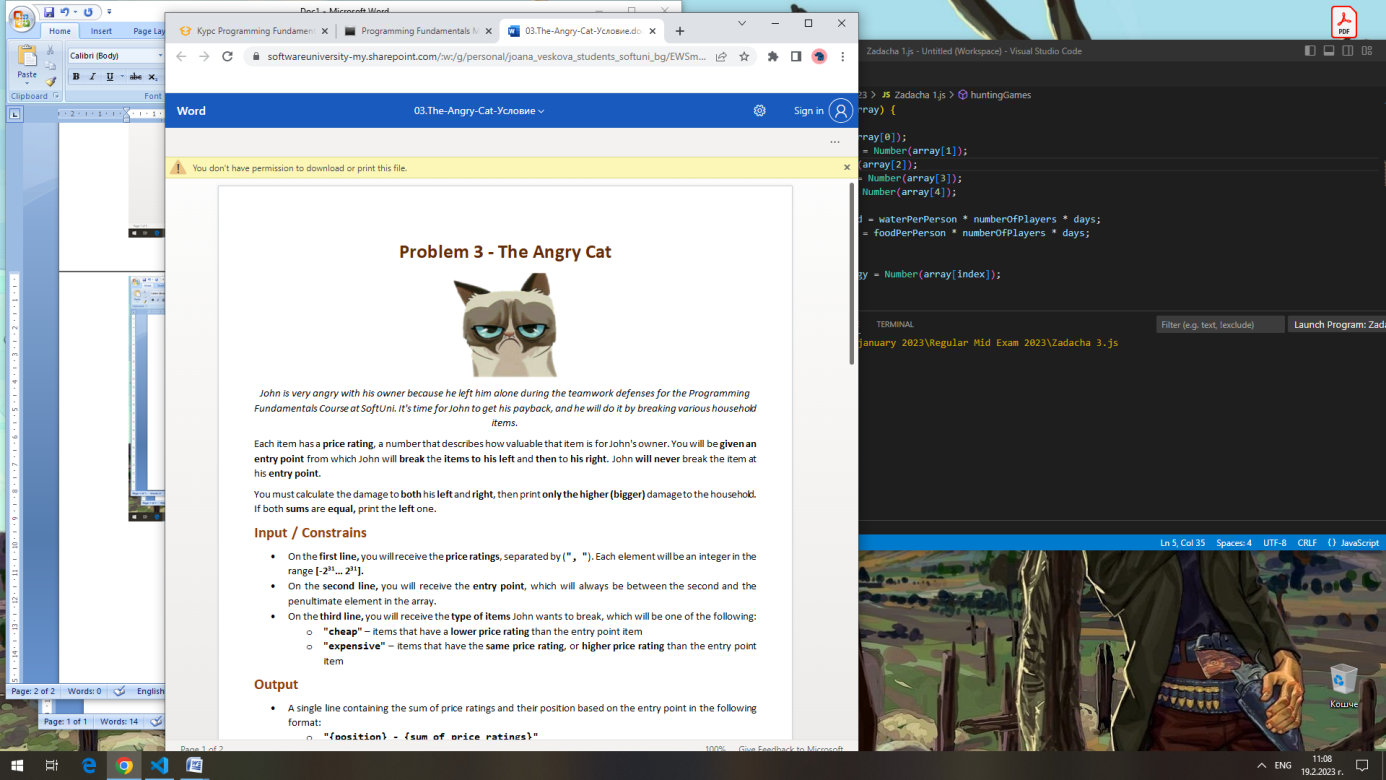 Doc1 - Microsoft Word
Home
Insert
Page Lay
Paste
Clipboard
Calibri (Body)
B I U abc x₂
Font
Page: 2 of 2
Words: 0
English
Page: 1 of 1
Words: 14
Курс Programming Fundament
Programming Fundamentals M
03.The-Angry-Cat-Условие.do
softwareuniversity-my.sharepoint.com/:w:/g/personal/joana_veskova_students_softuni_bg/EWSm...
Word
03.The-Angry-Cat-Условие
Sign in
You don't have permission to download or print this file.
Problem 3 - The Angry Cat
John is very angry with his owner because he left him alone during the teamwork defenses for the Programming
Fundamentals Course at SoftUni. It's time for John to get his payback, and he will do it by breaking various household
items.
Each item has a price rating, a number that describes how valuable that item is for John's owner. You will be given an
entry point from which John will break the items to his left and then to his right. John will never break the item at
his entry point.
You must calculate the damage to both his left and right, then print only the higher (bigger) damage to the household.
If both sums are equal, print the left one.
Input / Constrains
• On the first line, you will receive the price ratings, separated by (", "). Each element will be an integer in the
range [-2³¹… 2³¹].
• On the second line, you will receive the entry point, which will always be between the second and the
penultimate element in the array.
• On the third line, you will receive the type of items John wants to break, which will be one of the following:
o "cheap" – items that have a lower price rating than the entry point item
o "expensive" – items that have the same price rating, or higher price rating than the entry point
item
Output
• A single line containing the sum of price ratings and their position based on the entry point in the following
format:
o "{position} - {sum of price ratings}"
Page 1 of 2
100%
Give Feedback to Microsoft
Zadacha 1.js - Untitled (Workspace) - Visual Studio Code
23 > JS Zadacha 1.js > huntingGames
rray) {
rray[0]);
= Number(array[1]);
(array[2]);
= Number(array[3]);
Number(array[4]);
d = waterPerPerson * numberOfPlayers * days;
= foodPerPerson * numberOfPlayers * days;
gy = Number(array[index]);
TERMINAL
Filter (e.g. text, !exclude)
Launch Program: Zada
january 2023\Regular Mid Exam 2023\Zadacha 3.js
Ln 5, Col 35
Spaces: 4
UTF-8
CRLF
{} JavaScript
PDF
Кошче
ENG
11:08
19.2.2023 г.